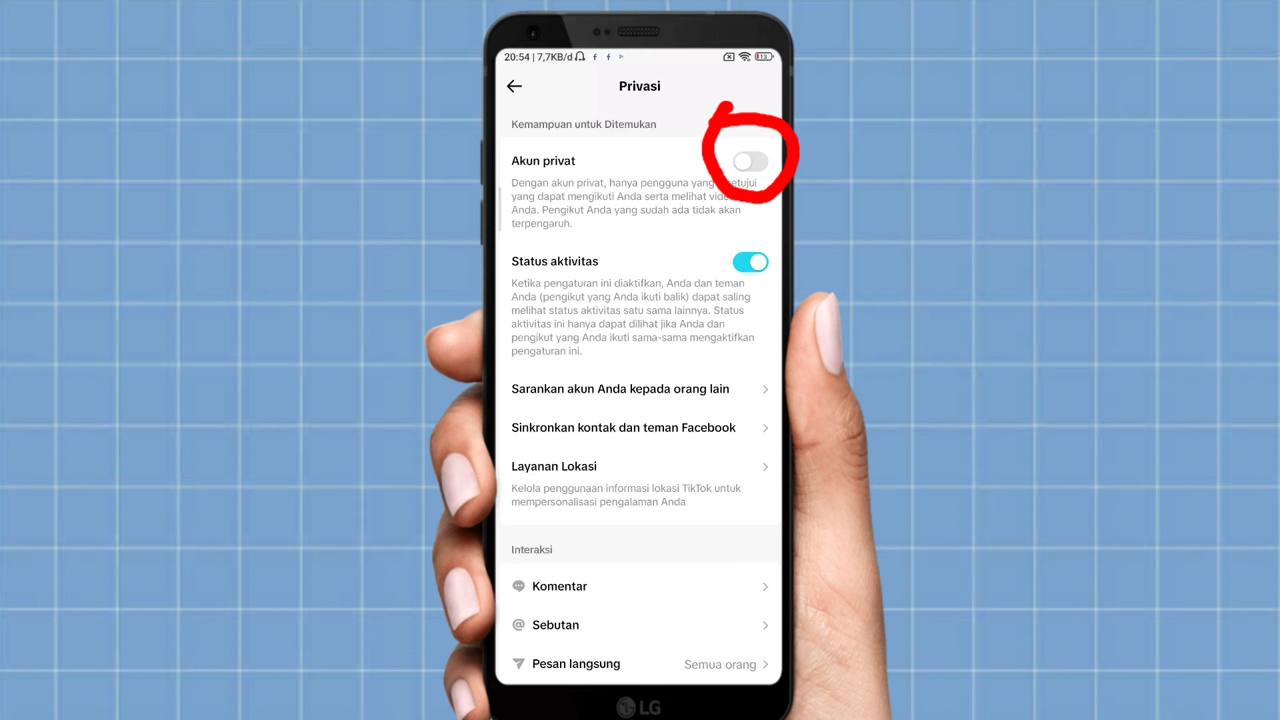 20:54 | 7,7KB/d
13
Privasi
Kemampuan untuk Ditemukan
Akun privat
Dengan akun privat, hanya pengguna yang
yang dapat mengikuti Anda serta melihat
Anda. Pengikut Anda yang sudah ada tidak akan
terpengaruh.
Status aktivitas
Ketika pengaturan ini diaktifkan, Anda dan teman
Anda (pengikut yang Anda ikuti balik) dapat saling
melihat status aktivitas satu sama lainnya. Status
aktivitas ini hanya dapat dilihat jika Anda dan
pengikut yang Anda ikuti sama-sama mengaktifkan
pengaturan ini.
Sarankan akun Anda kepada orang lain
Sinkronkan kontak dan teman Facebook
Layanan Lokasi
Kelola penggunaan informasi lokasi TikTok untuk
mempersonalisasi pengalaman Anda
Interaksi
Komentar
@ Sebutan
Pesan langsung Semua orang
LG